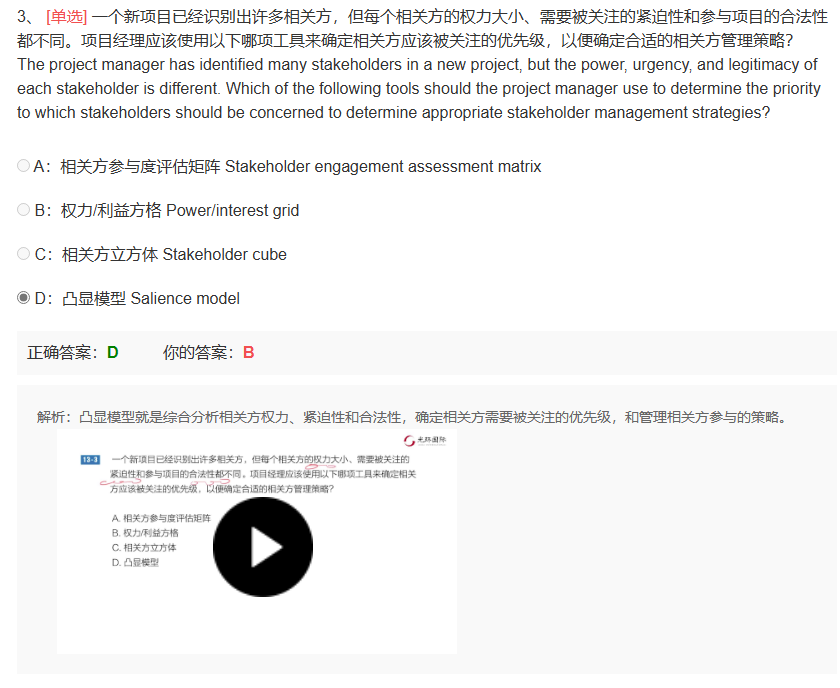 3、 [单选] 一个新项目已经识别出许多相关方，但每个相关方的权力大小、需要被关注的紧迫性和参与项目的合法性
都不同。项目经理应该使用以下哪项工具来确定相关方应该被关注的优先级，以便确定合适的相关方管理策略?
The project manager has identified many stakeholders in a new project, but the power, urgency, and legitimacy of
each stakeholder is different. Which of the following tools should the project manager use to determine the priority
to which stakeholders should be concerned to determine appropriate stakeholder management strategies?
A：相关方参与度评估矩阵 Stakeholder engagement assessment matrix
B：权力/利益方格 Power/interest grid
C：相关方立方体 Stakeholder cube
D：凸显模型 Salience model
正确答案：D 你的答案：B
解析：凸显模型就是综合分析相关方权力、紧迫性和合法性，确定相关方需要被关注的优先级，和管理相关方参与的策略。
光环国际
13-3 一个新项目已经识别出许多相关方，但每个相关方的权力大小、需要被关注的
紧迫性和参与项目的合法性都不同。项目经理应该使用以下哪项工具来确定相关
方应该被关注的优先级，以便确定合适的相关方管理策略?
A. 相关方参与度评估矩阵
B. 权力/利益方格
C. 相关方立方体
D. 凸显模型